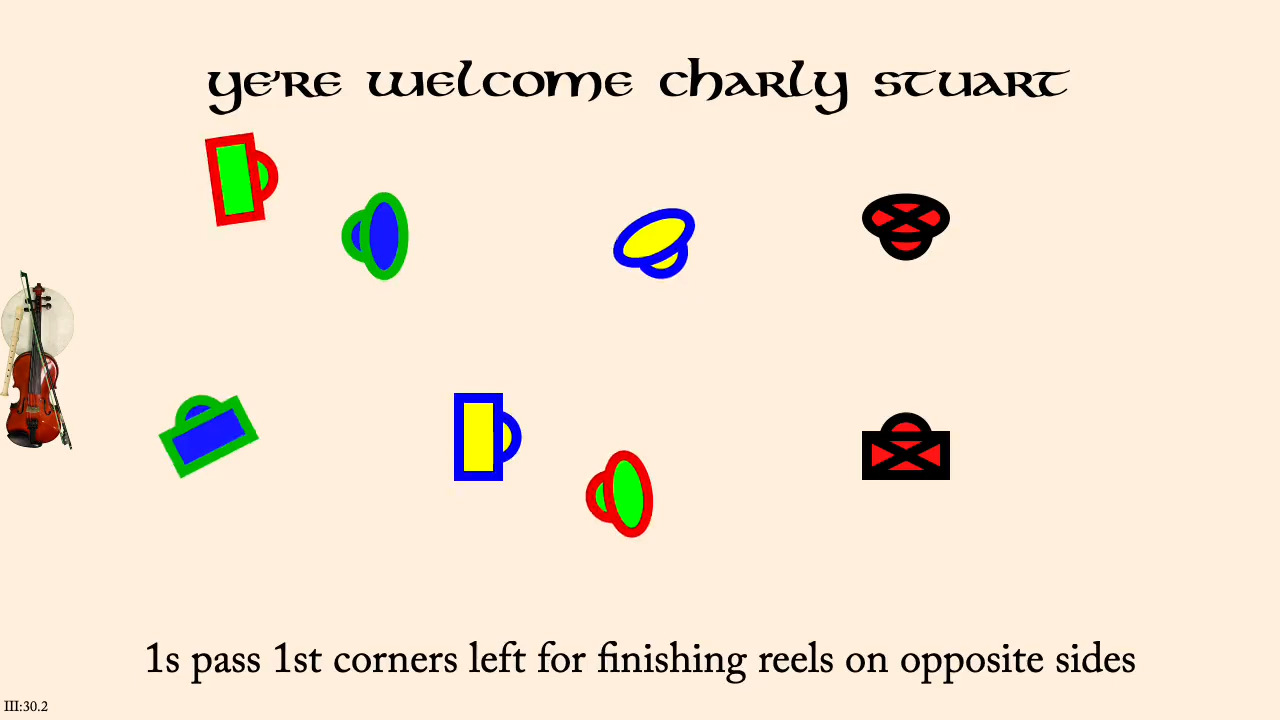 ye're welcome charly stuart
1s pass 1st corners left for finishing reels on opposite sides
III:30.2